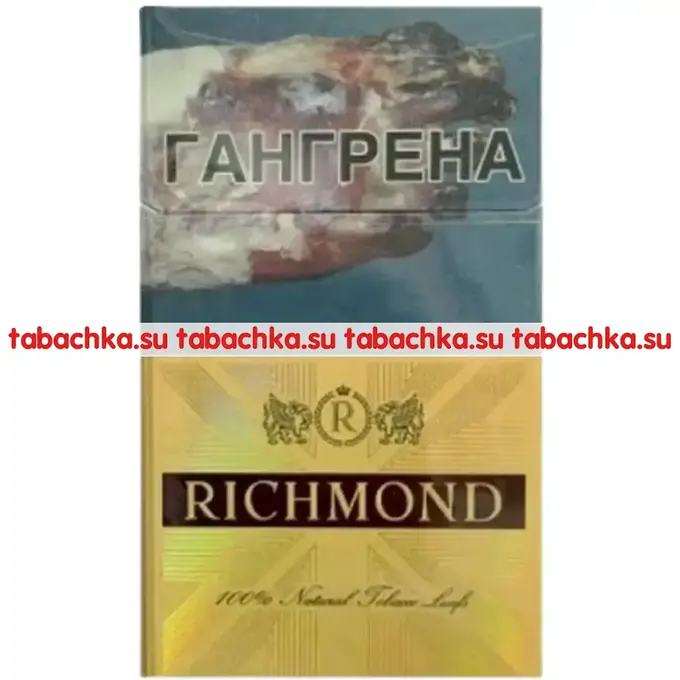 ГАНГРЕНА
tabachka.su tabachka.su tabachka.su tabachka.su
R
RICHMOND
100% Natural Tobacco Leafs